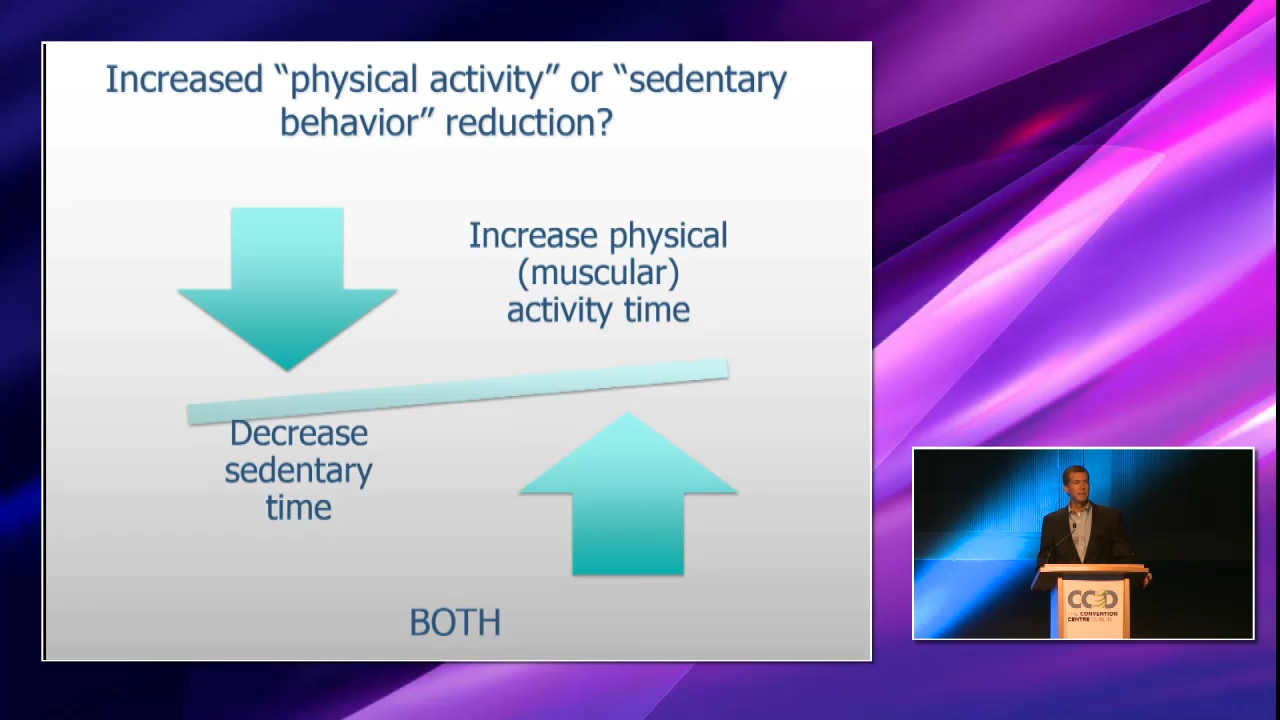 Increased “physical activity” or “sedentary
behavior” reduction?
Increase physical
(muscular)
activity time
Decrease
sedentary
time
BOTH
CCD
THE CONVENTION
CENTRE DUBLIN